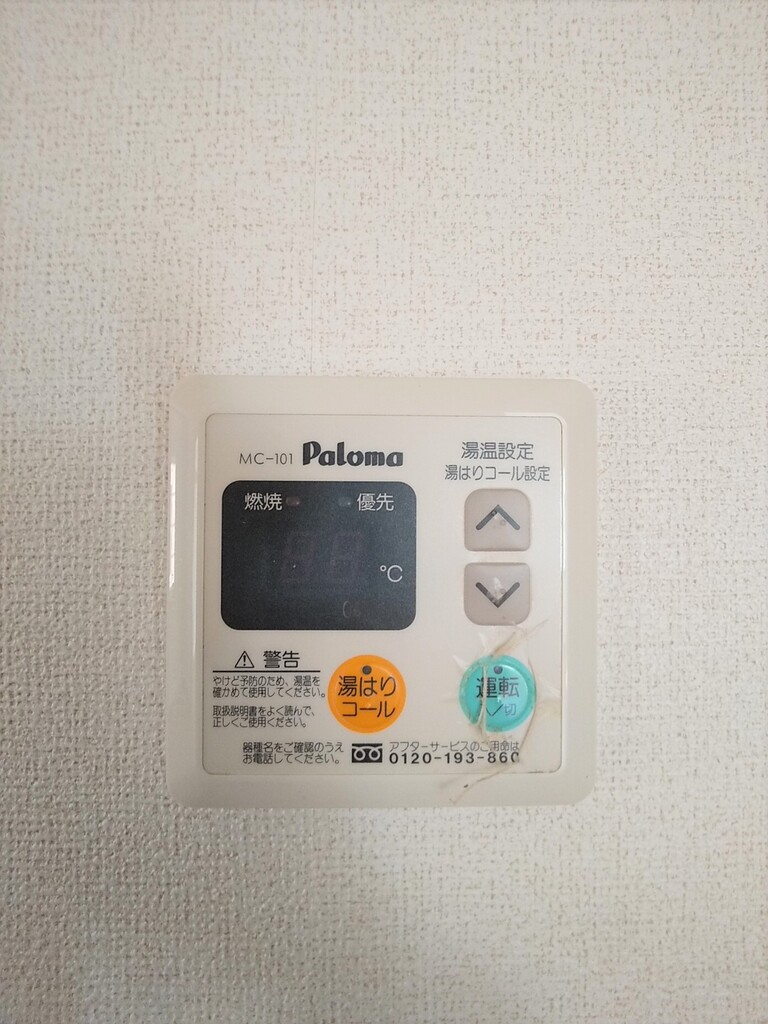 MC-101 Paloma
湯温設定
湯はりコール設定
燃焼 優先
℃
警告
やけど予防のため、湯温を
確かめて使用してください。
取扱説明書をよく読んで、
正しくご使用ください。
湯はり
コール
運転
入/切
器種名をご確認のうえ
お電話してください。
アフターサービスのご用命は
0120-193-860